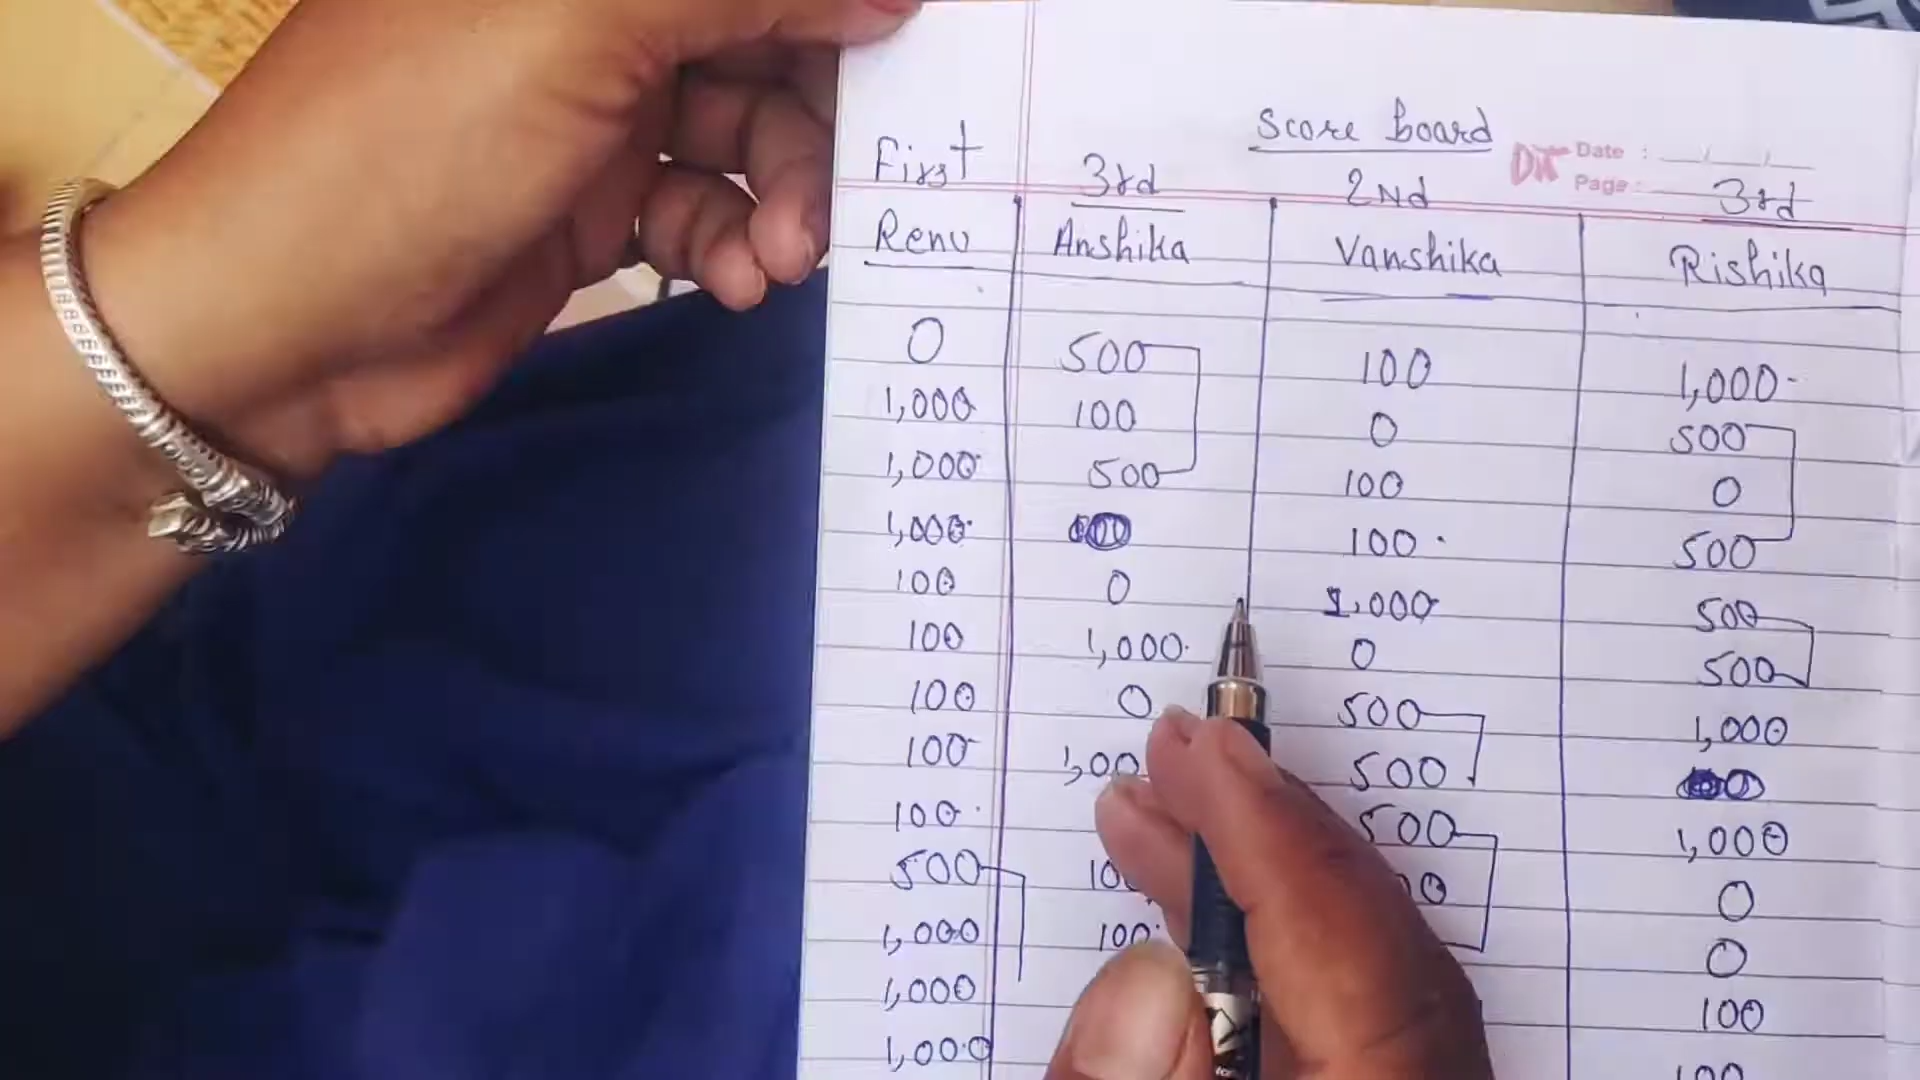 Score board
DT Date :
Page :
First 3rd 2Nd 3rd
Renu Anshika Vanshika Rishika
0 500 100 1,000
1,000 100 0 500
1,000 500 100 0
1,000 100 500
100 0 1,000 500
100 1,000 0 500
100 0 500 1,000
100 500
100 500 1,000
500 0
1,000 100 0
1,000 100
1,000